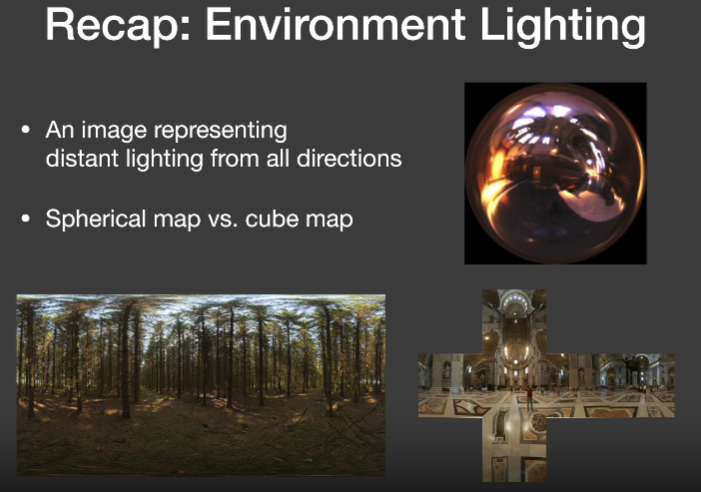 Recap: Environment Lighting
• An image representing
distant lighting from all directions
• Spherical map vs. cube map